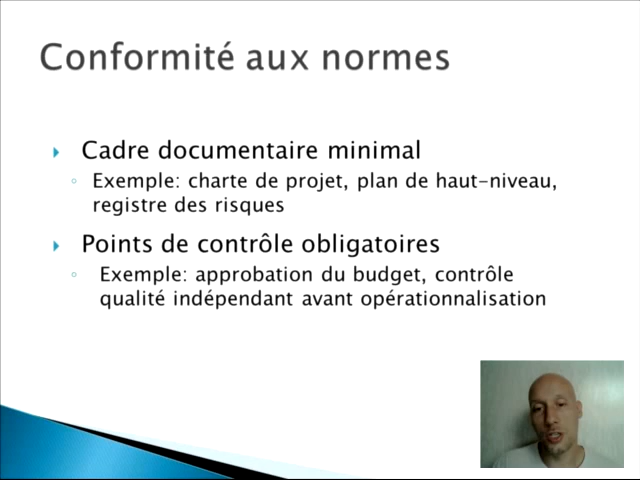 Conformité aux normes
Cadre documentaire minimal
Exemple: charte de projet, plan de haut-niveau,
registre des risques
Points de contrôle obligatoires
Exemple: approbation du budget, contrôle
qualité indépendant avant opérationnalisation